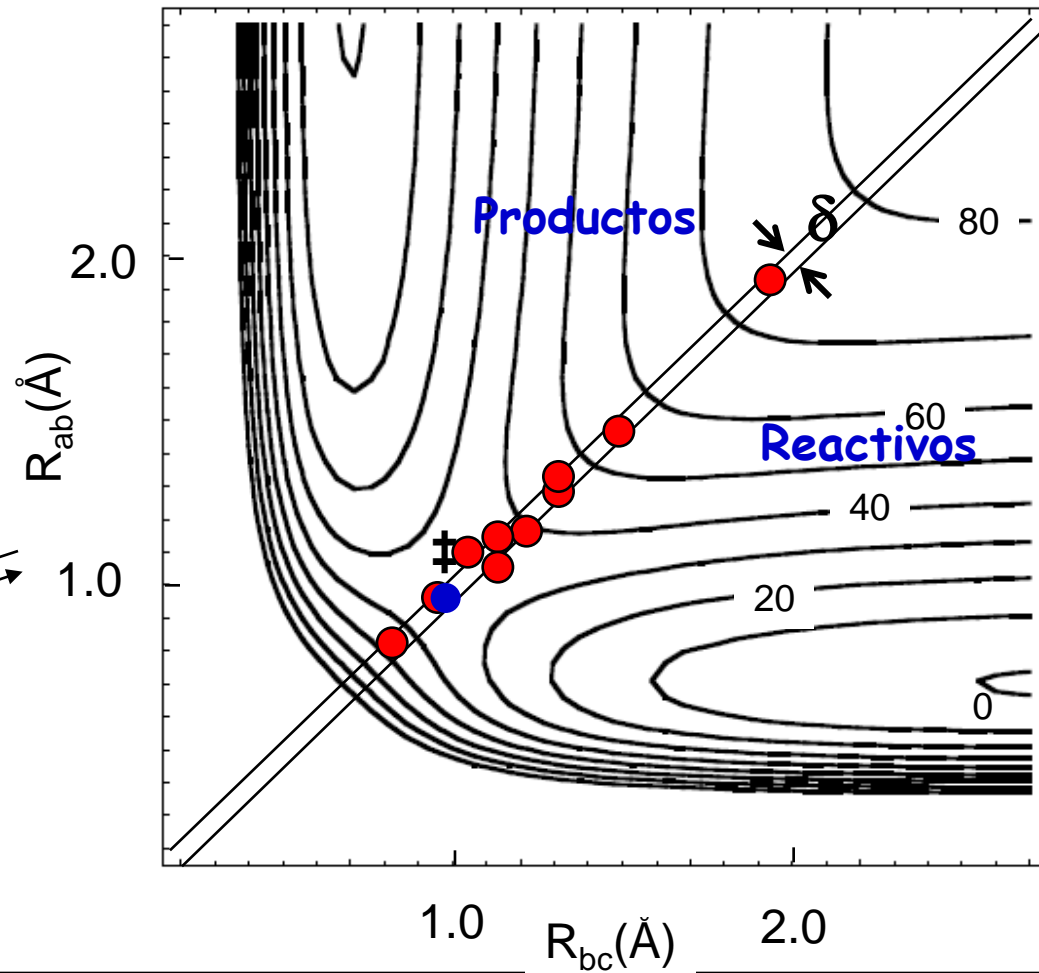 Productos
δ
80
2.0
R_ab(Å)
60
Reactivos
40
‡
1.0
20
0
1.0
2.0
R_bc(Å)